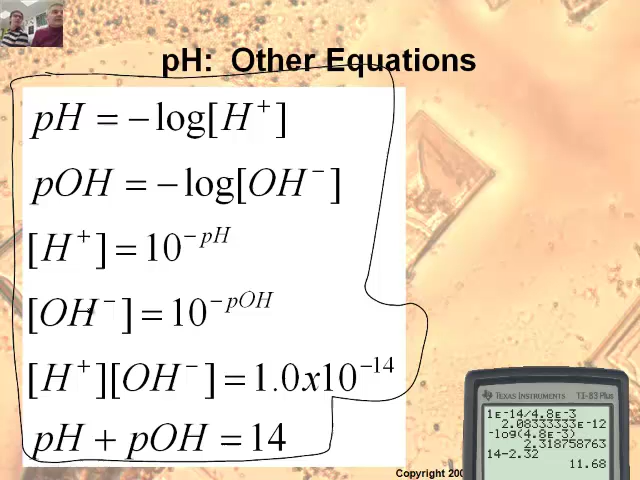 pH: Other Equations
pH = −log[H⁺]
pOH = −log[OH⁻]
[H⁺] = 10⁻ᵖᴴ
[OH⁻] = 10⁻ᵖᴼᴴ
[H⁺][OH⁻] = 1.0x10⁻¹⁴
pH + pOH = 14
TEXAS INSTRUMENTS TI-83 Plus
1E-14/4.8E-3
2.08333333E-12
-log(4.8E-3)
2.318758763
14-2.32
11.68
Copyright 200